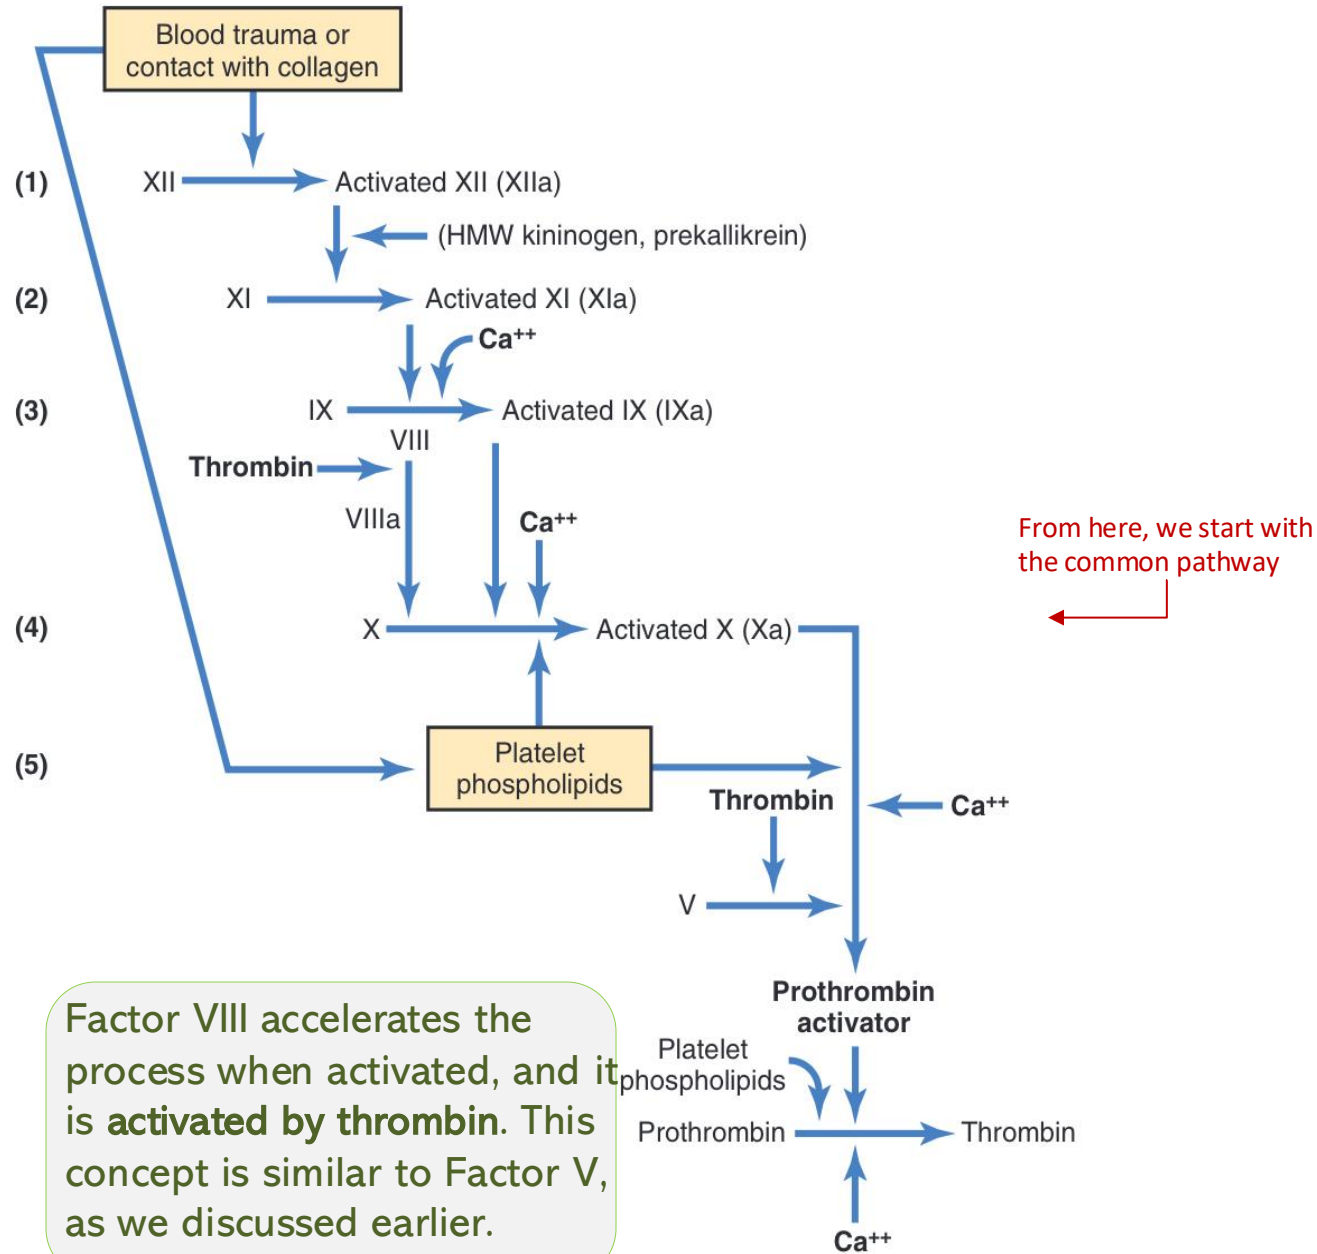 Blood trauma or
contact with collagen
(1)
XII
Activated XII (XIIa)
(HMW kininogen, prekallikrein)
(2)
XI
Activated XI (XIa)
Ca++
(3)
IX
Activated IX (IXa)
VIII
Thrombin
VIIIa
Ca++
From here, we start with
the common pathway
(4)
X
Activated X (Xa)
(5)
Platelet
phospholipids
Thrombin
Ca++
V
Prothrombin
activator
Platelet
phospholipids
Prothrombin
Thrombin
Ca++
Factor VIII accelerates the
process when activated, and it
is activated by thrombin. This
concept is similar to Factor V,
as we discussed earlier.